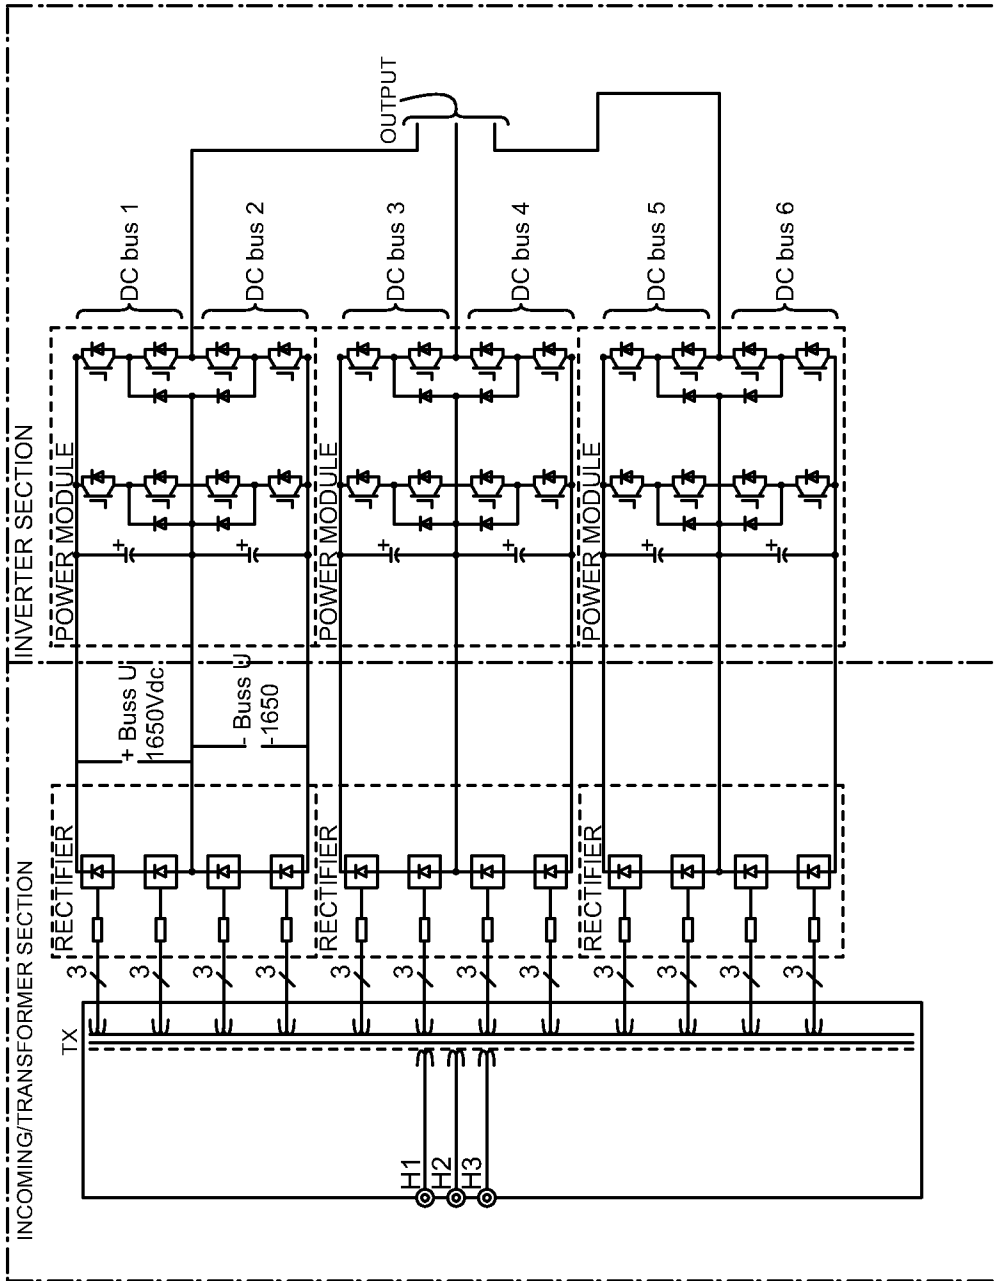 INCOMING/TRANSFORMER SECTION
INVERTER SECTION
TX
H1
H2
H3
3
3
3
3
3
3
3
3
3
3
3
3
RECTIFIER
RECTIFIER
RECTIFIER
+ Buss U
1650Vdc
- Buss U
-1650
POWER MODULE
POWER MODULE
POWER MODULE
+
+
+
+
+
+
DC bus 1
DC bus 2
DC bus 3
DC bus 4
DC bus 5
DC bus 6
OUTPUT